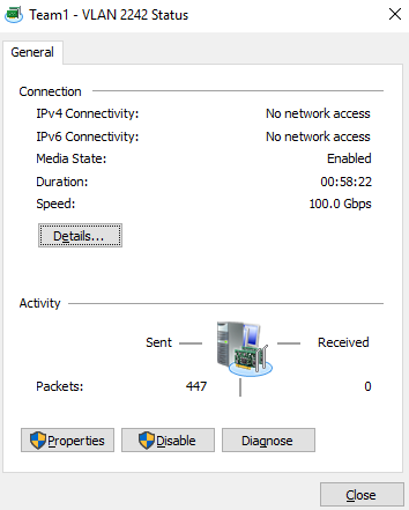 Team1 - VLAN 2242 Status
General
Connection
IPv4 Connectivity: No network access
IPv6 Connectivity: No network access
Media State: Enabled
Duration: 00:58:22
Speed: 100.0 Gbps
Details...
Activity
Sent Received
Packets: 447 0
Properties Disable Diagnose
Close